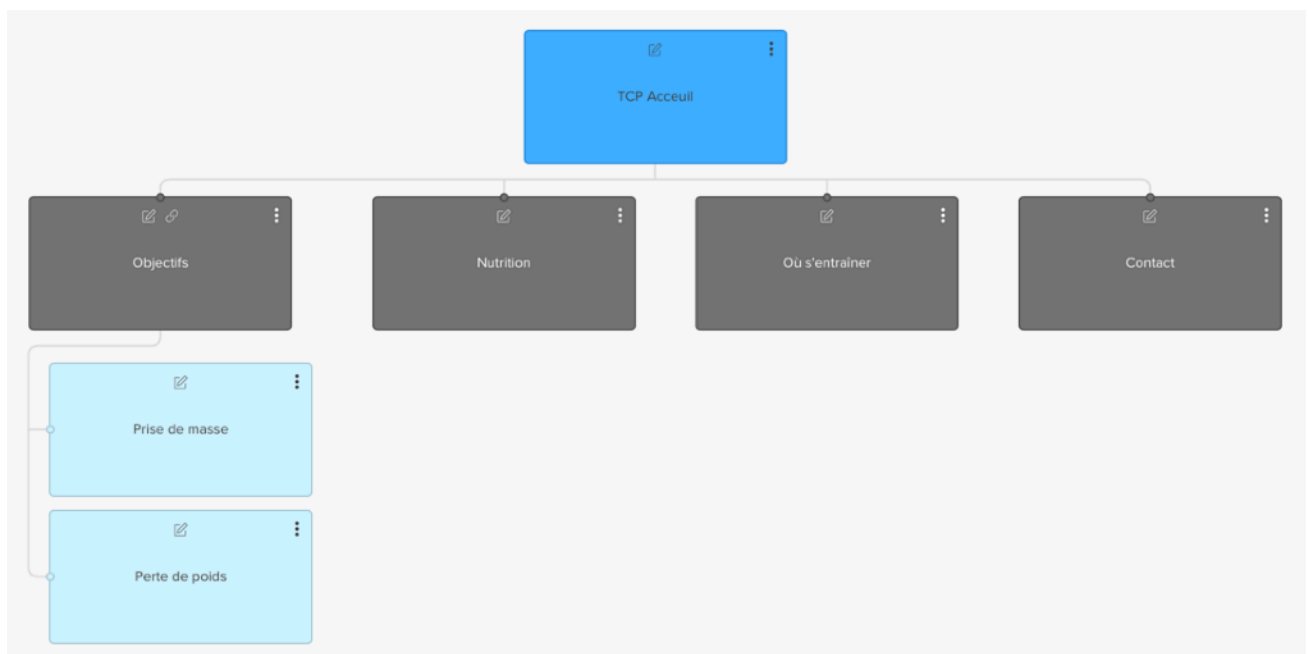 TCP Acceuil
Objectifs
Nutrition
Où s'entraîner
Contact
Prise de masse
Perte de poids